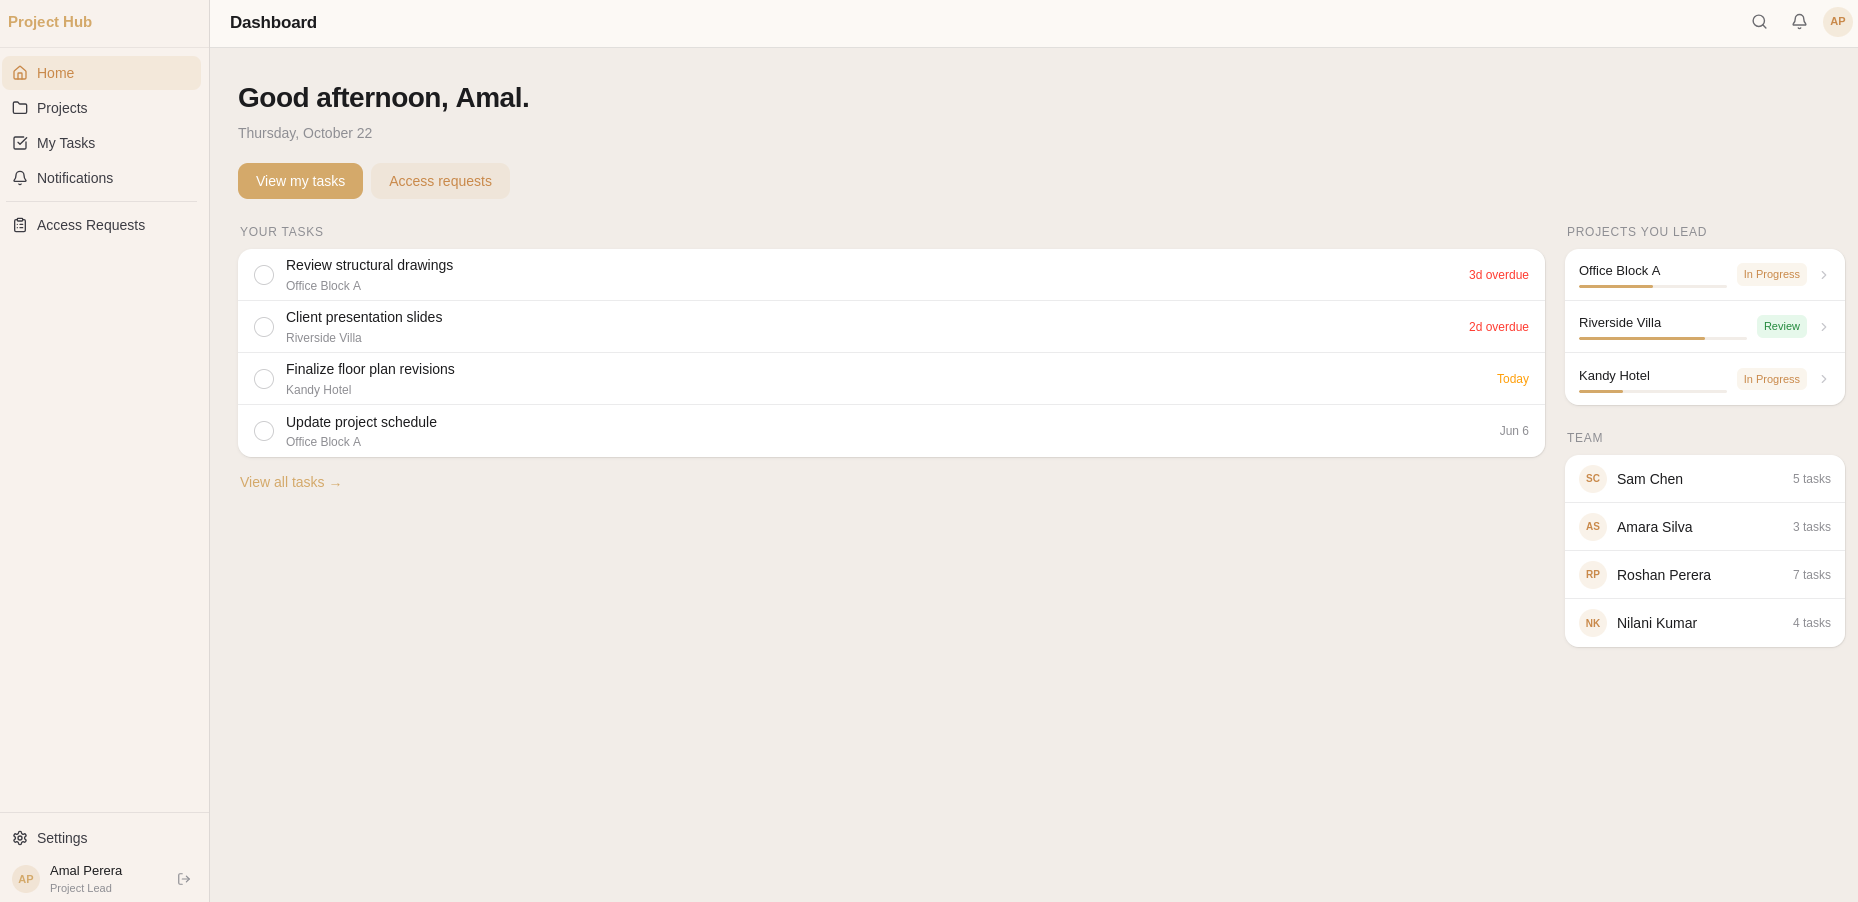 Project Hub
Home
Projects
My Tasks
Notifications
Access Requests
Settings
AP
Amal Perera
Project Lead
Dashboard
AP
Good afternoon, Amal.
Thursday, October 22
View my tasks
Access requests
YOUR TASKS
Review structural drawings
Office Block A
3d overdue
Client presentation slides
Riverside Villa
2d overdue
Finalize floor plan revisions
Kandy Hotel
Today
Update project schedule
Office Block A
Jun 6
View all tasks →
PROJECTS YOU LEAD
Office Block A
In Progress
Riverside Villa
Review
Kandy Hotel
In Progress
TEAM
SC Sam Chen 5 tasks
AS Amara Silva 3 tasks
RP Roshan Perera 7 tasks
NK Nilani Kumar 4 tasks